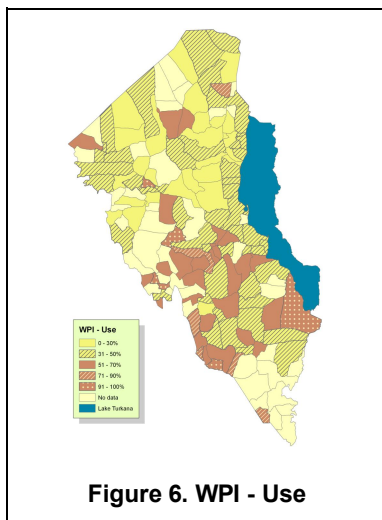 WPI - Use
0 - 30%
31 - 50%
51 - 70%
71 - 90%
91 - 100%
No data
Lake Turkana
Figure 6. WPI - Use